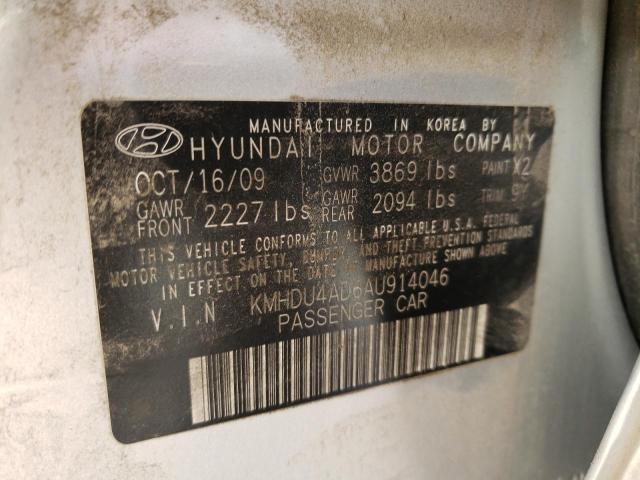 MANUFACTURED IN KOREA BY
HYUNDAI MOTOR COMPANY
OCT/16/09 GVWR 3869 lbs PAINT X2
GAWR FRONT 2227 lbs GAWR REAR 2094 lbs TRIM 9Y
THIS VEHICLE CONFORMS TO ALL APPLICABLE U.S.A. FEDERAL
MOTOR VEHICLE SAFETY, BUMPER, AND THEFT PREVENTION STANDARDS
IN EFFECT ON THE DATE OF MANUFACTURE SHOWN ABOVE
V.I.N KMHDU4AD6AU914046
PASSENGER CAR